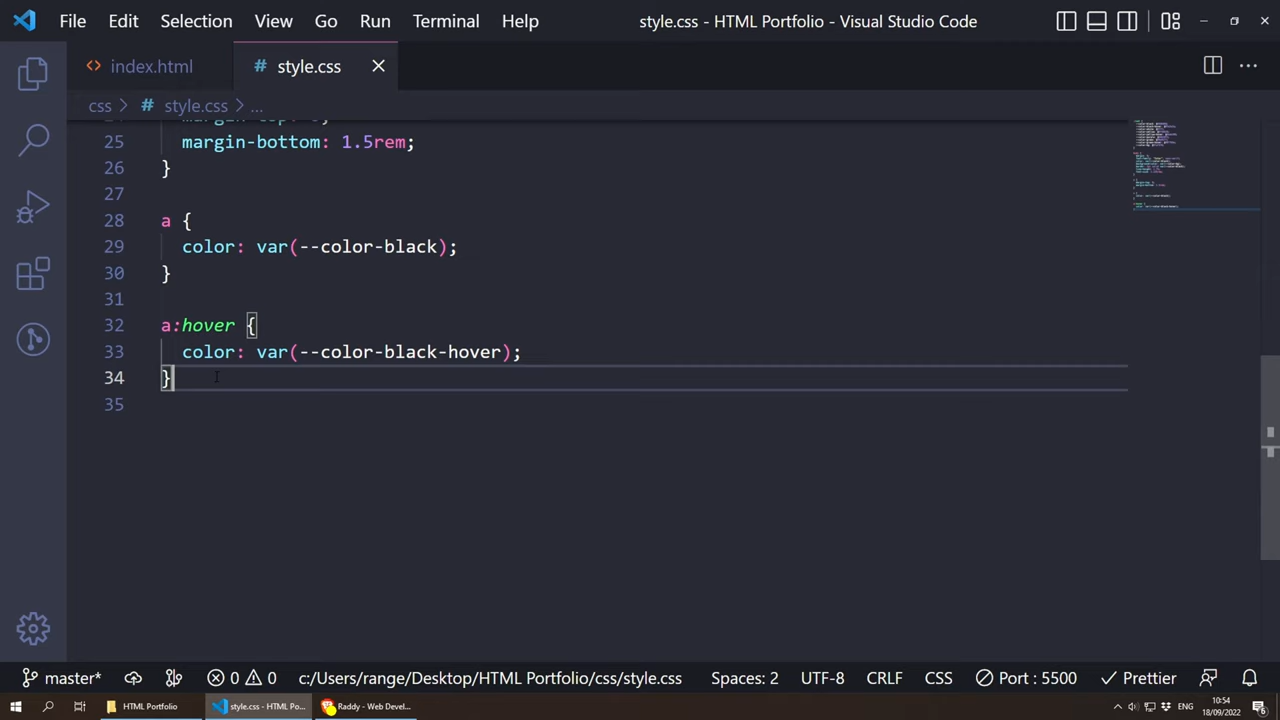 File Edit Selection View Go Run Terminal Help style.css - HTML Portfolio - Visual Studio Code
<> index.html # style.css
css > # style.css > ...
25 margin-bottom: 1.5rem;
26 }
27
28 a {
29 color: var(--color-black);
30 }
31
32 a:hover {
33 color: var(--color-black-hover);
34 }
35
master* 0 0 c:/Users/range/Desktop/HTML Portfolio/css/style.css Spaces: 2 UTF-8 CRLF CSS Port : 5500 Prettier
HTML Portfolio style.css - HTML Po... Raddy - Web Devel... ENG 10:54
18/09/2022 6